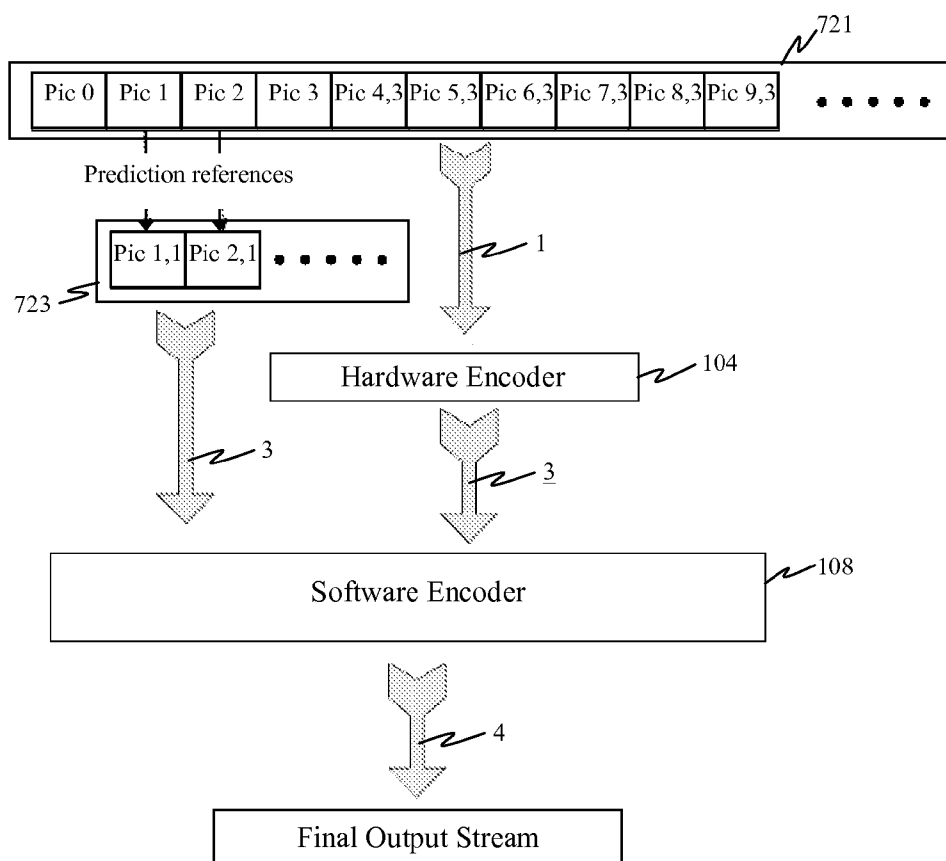 721
Pic 0 Pic 1 Pic 2 Pic 3 Pic 4,3 Pic 5,3 Pic 6,3 Pic 7,3 Pic 8,3 Pic 9,3
Prediction references
Pic 1,1 Pic 2,1
1
723
Hardware Encoder
104
3
3
Software Encoder
108
4
Final Output Stream